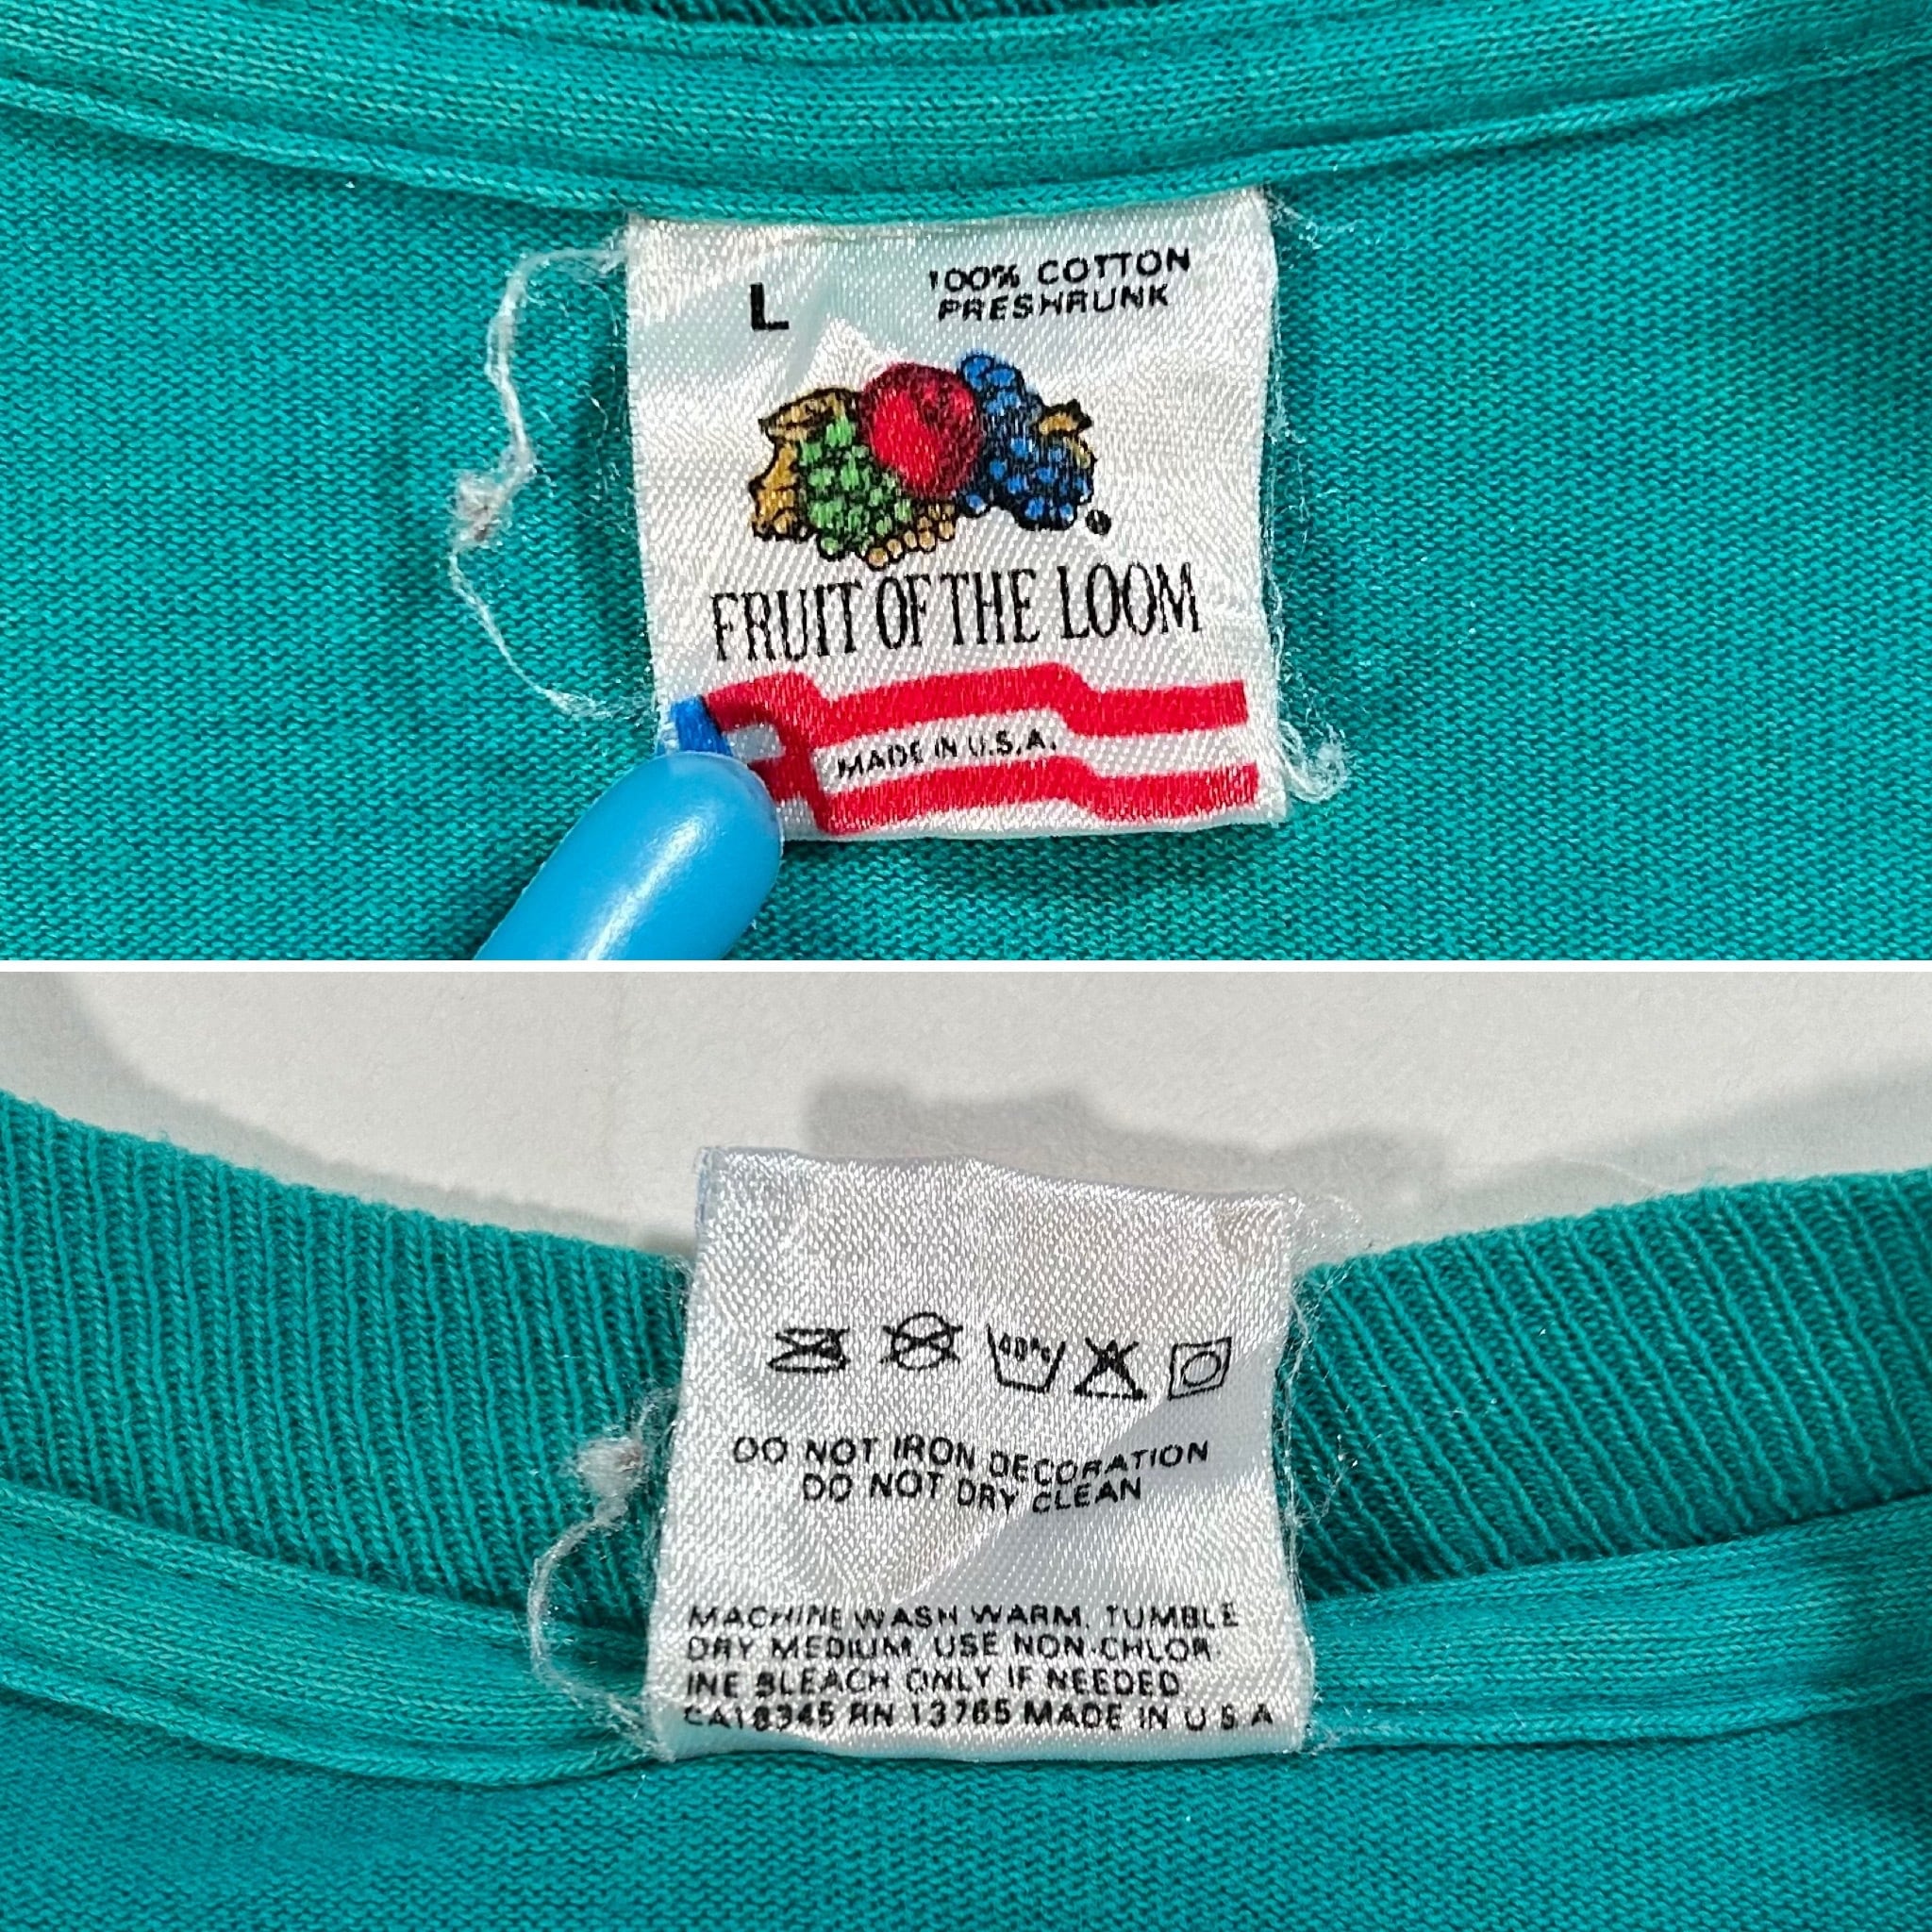 L
100% COTTON
PRESHRUNK
®
FRUIT OF THE LOOM
MADE IN U.S.A.
40°C
DO NOT IRON DECORATION
DO NOT DRY CLEAN
MACHINE WASH WARM, TUMBLE
DRY MEDIUM, USE NON-CHLOR-
INE BLEACH ONLY IF NEEDED
CA18345 RN 13765 MADE IN U S A